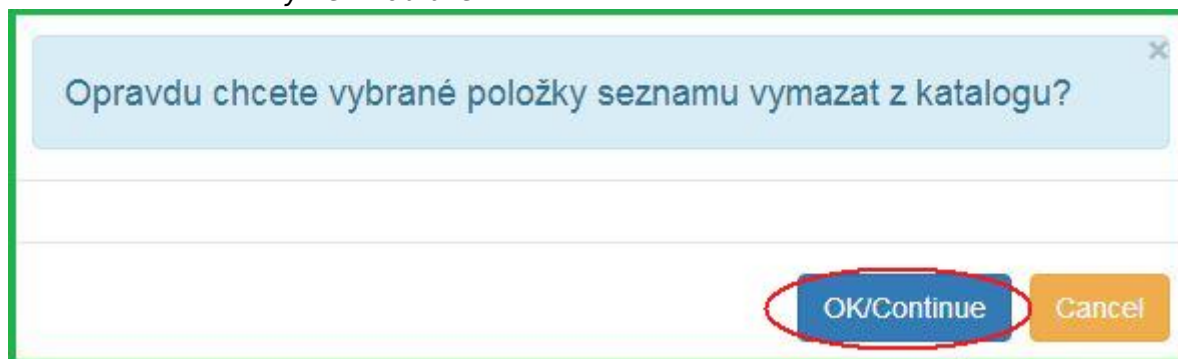 ×
Opravdu chcete vybrané položky seznamu vymazat z katalogu?
OK/Continue
Cancel